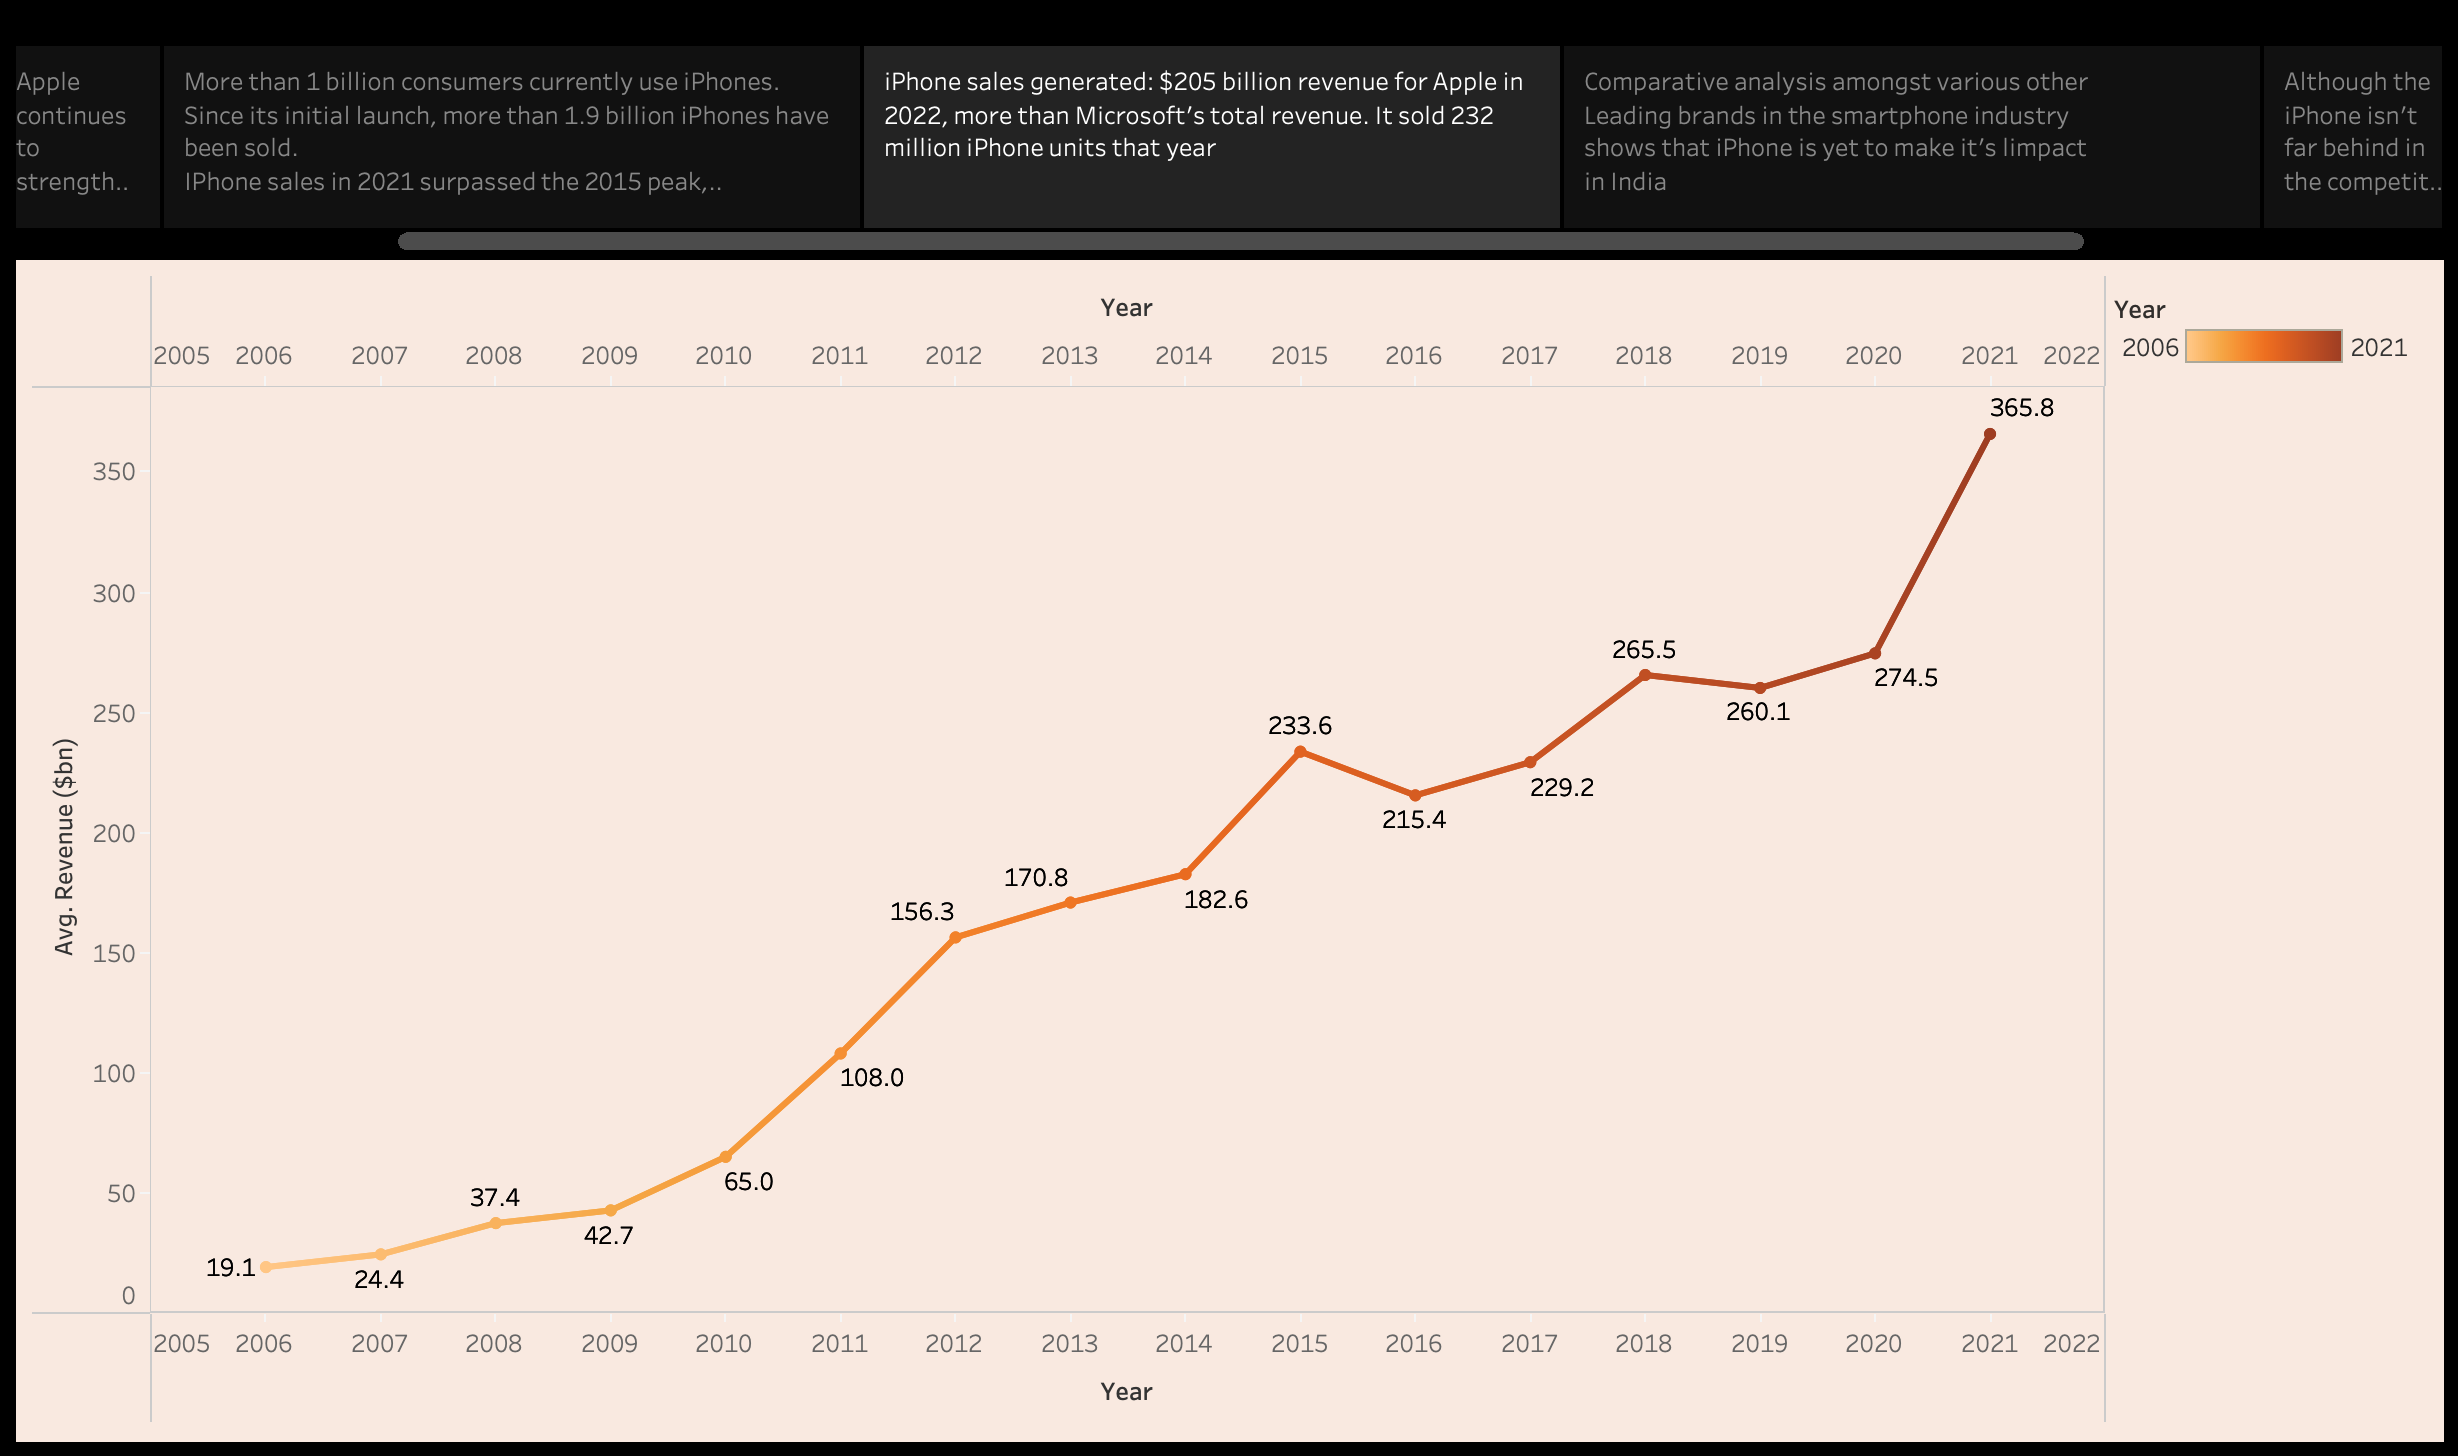 Apple
continues
to
strength..
More than 1 billion consumers currently use iPhones.
Since its initial launch, more than 1.9 billion iPhones have
been sold.
IPhone sales in 2021 surpassed the 2015 peak,..
iPhone sales generated: $205 billion revenue for Apple in
2022, more than Microsoft's total revenue. It sold 232
million iPhone units that year
Comparative analysis amongst various other
Leading brands in the smartphone industry
shows that iPhone is yet to make it's limpact
in India
Although the
iPhone isn't
far behind in
the competit..
Year
2005 2006 2007 2008 2009 2010 2011 2012 2013 2014 2015 2016 2017 2018 2019 2020 2021 2022
Year
2006 2021
365.8
350
300
265.5
274.5
250
260.1
233.6
229.2
215.4
200
170.8
182.6
156.3
150
108.0
100
65.0
50
37.4
42.7
19.1
24.4
0
Avg. Revenue ($bn)
2005 2006 2007 2008 2009 2010 2011 2012 2013 2014 2015 2016 2017 2018 2019 2020 2021 2022
Year